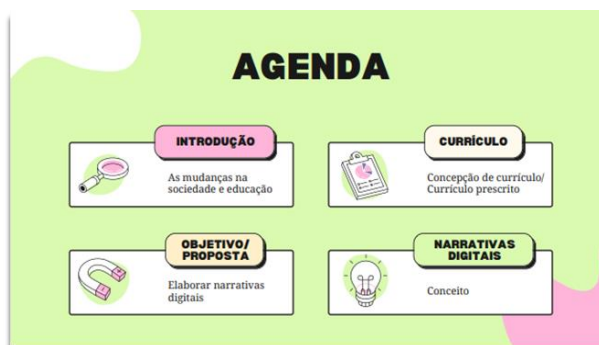 AGENDA
INTRODUÇÃO
As mudanças na
sociedade e educação
CURRÍCULO
Concepção de currículo/
Currículo prescrito
OBJETIVO/
PROPOSTA
Elaborar narrativas
digitais
NARRATIVAS
DIGITAIS
Conceito